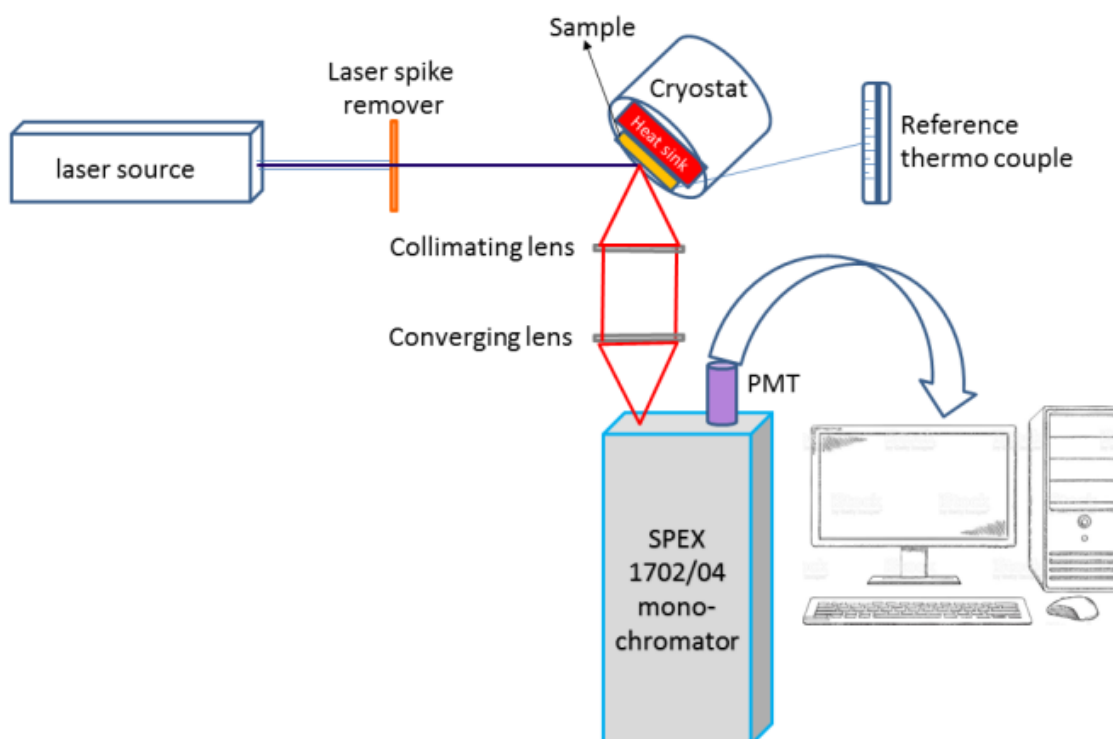 Sample
Laser spike
remover
Cryostat
Heat sink
Reference
thermo couple
laser source
Collimating lens
Converging lens
PMT
SPEX
1702/04
mono-
chromator